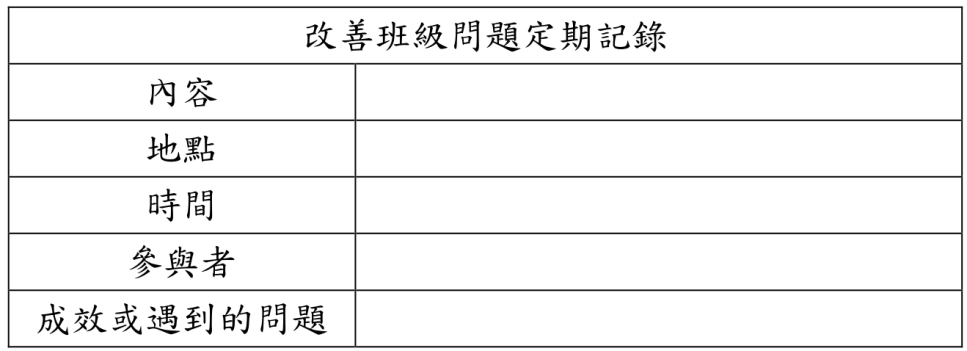 改善班級問題定期記錄
內容
地點
時間
參與者
成效或遇到的問題